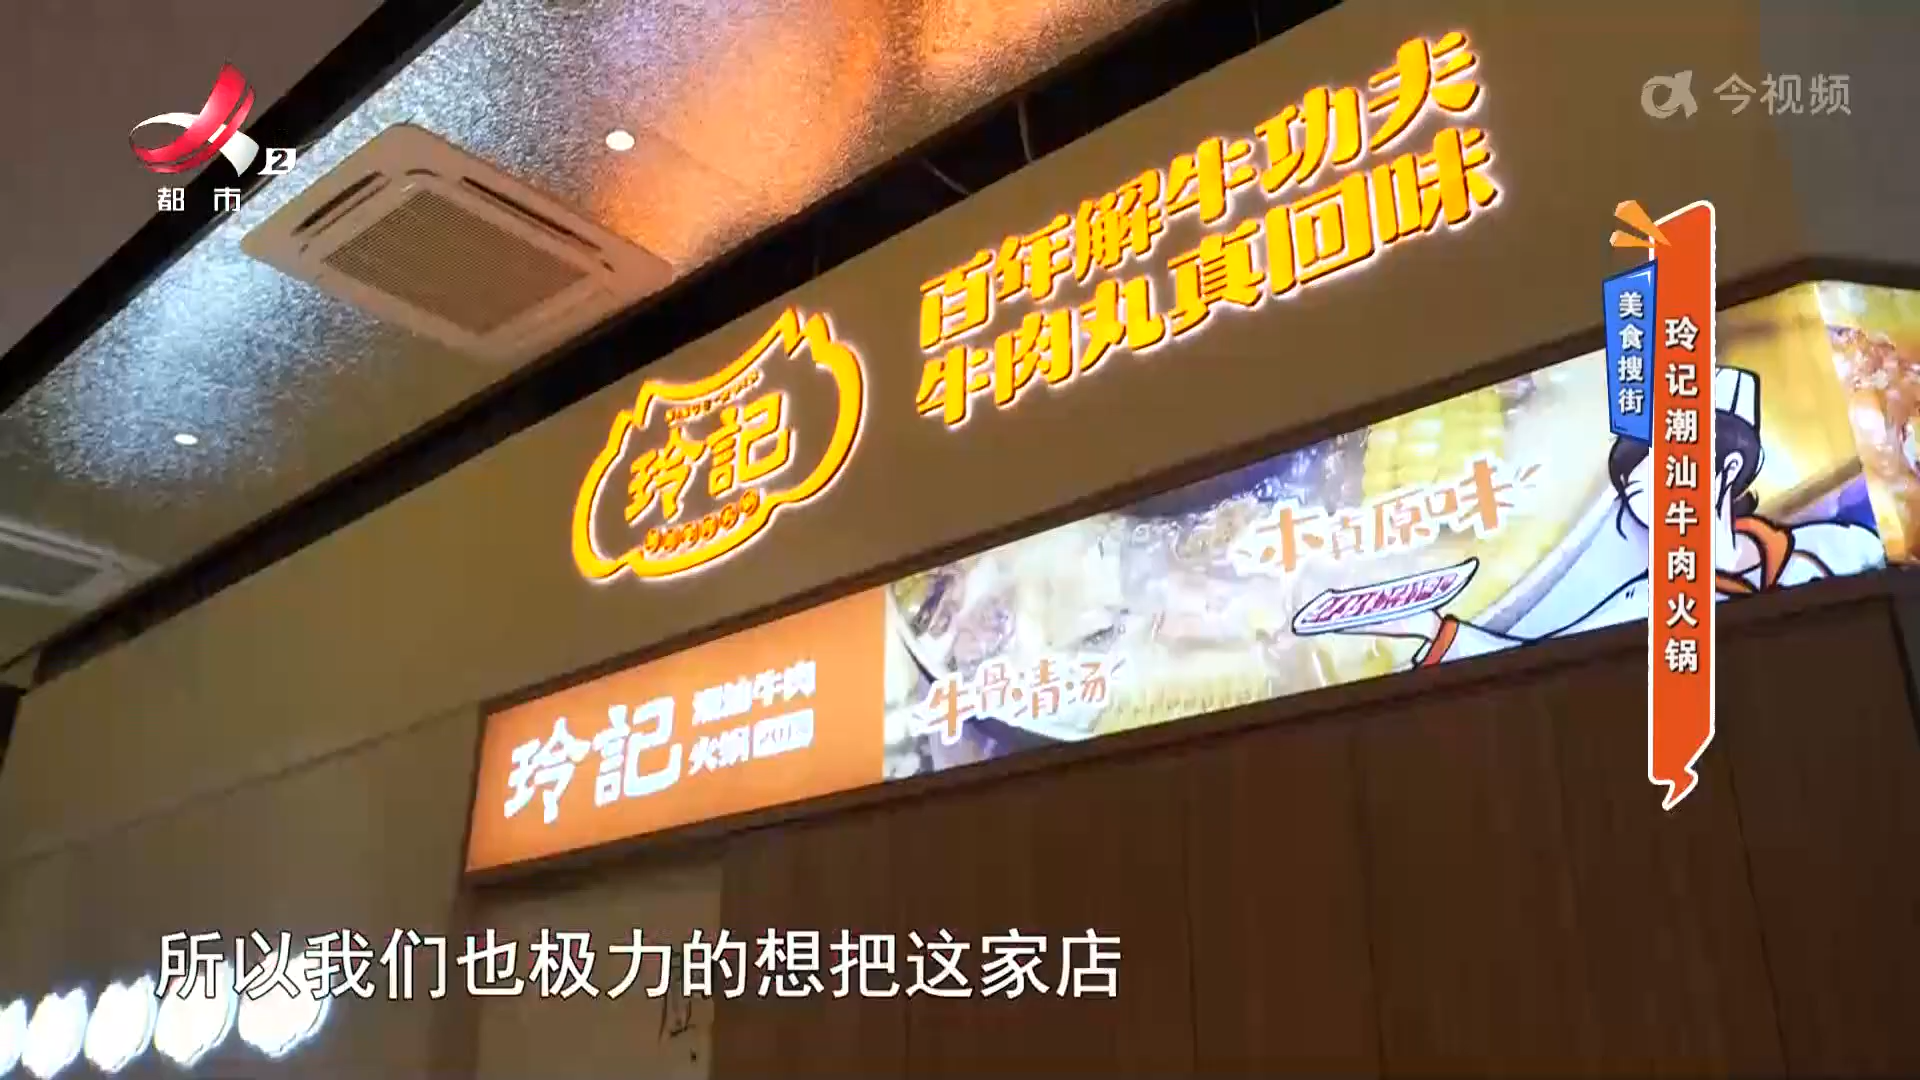 都市
2
今视频
美食搜街
玲记潮汕牛肉火锅
百年解牛功夫
牛肉丸真回味
玲記
玲記
潮汕牛肉
火锅
牛骨清汤
本真原味
所以我们也极力的想把这家店